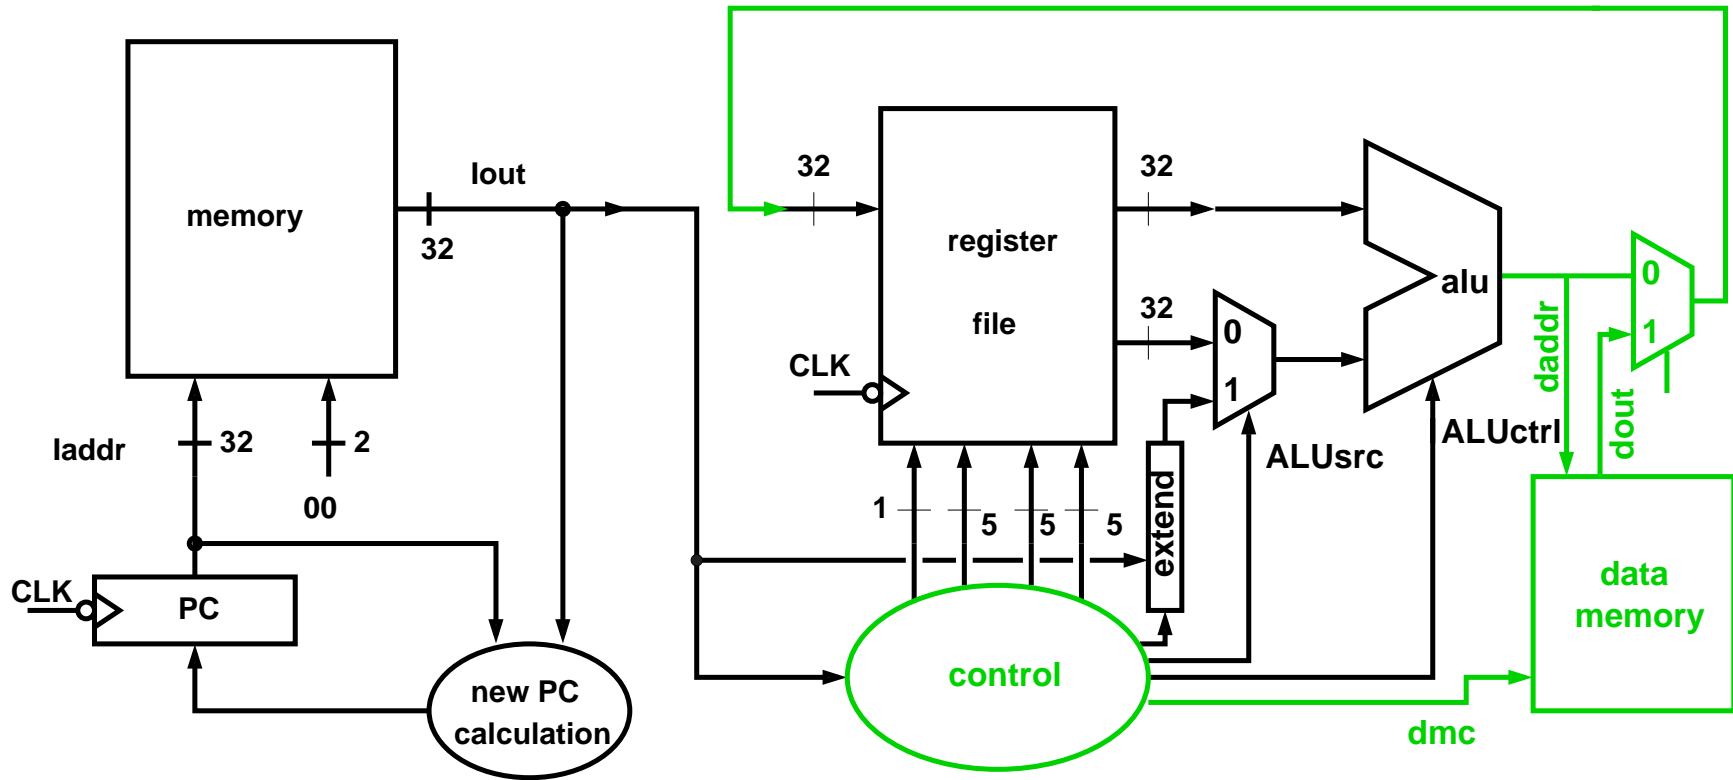 memory
Iout
32
Iaddr
32
2
00
CLK
PC
new PC
calculation
32
register
file
CLK
32
32
0
1
ALUsrc
alu
ALUctrl
1
5
5
5
extend
control
dmc
daddr
dout
0
1
data
memory